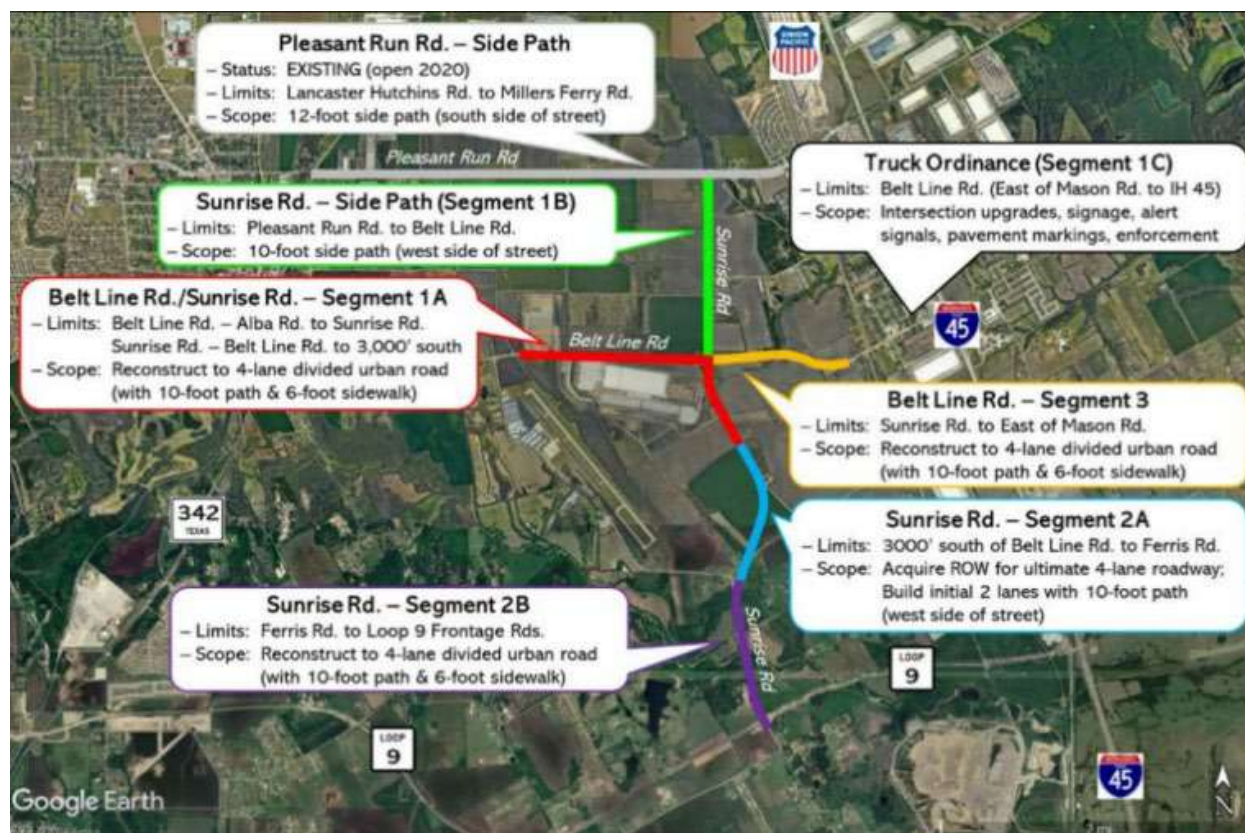 Pleasant Run Rd. – Side Path
– Status: EXISTING (open 2020)
– Limits: Lancaster Hutchins Rd. to Millers Ferry Rd.
– Scope: 12-foot side path (south side of street)
UNION
PACIFIC
Pleasant Run Rd
Truck Ordinance (Segment 1C)
– Limits: Belt Line Rd. (East of Mason Rd. to IH 45)
– Scope: Intersection upgrades, signage, alert
signals, pavement markings, enforcement
Sunrise Rd. – Side Path (Segment 1B)
– Limits: Pleasant Run Rd. to Belt Line Rd.
– Scope: 10-foot side path (west side of street)
Sunrise Rd
Belt Line Rd./Sunrise Rd. – Segment 1A
– Limits: Belt Line Rd. – Alba Rd. to Sunrise Rd.
Sunrise Rd. – Belt Line Rd. to 3,000' south
– Scope: Reconstruct to 4-lane divided urban road
(with 10-foot path & 6-foot sidewalk)
Belt Line Rd
45
Belt Line Rd. – Segment 3
– Limits: Sunrise Rd. to East of Mason Rd.
– Scope: Reconstruct to 4-lane divided urban road
(with 10-foot path & 6-foot sidewalk)
342
TEXAS
Sunrise Rd. – Segment 2A
– Limits: 3000' south of Belt Line Rd. to Ferris Rd.
– Scope: Acquire ROW for ultimate 4-lane roadway;
Build initial 2 lanes with 10-foot path
(west side of street)
Sunrise Rd. – Segment 2B
– Limits: Ferris Rd. to Loop 9 Frontage Rds.
– Scope: Reconstruct to 4-lane divided urban road
(with 10-foot path & 6-foot sidewalk)
Sunrise Rd
LOOP
9
LOOP
9
45
Google Earth
N